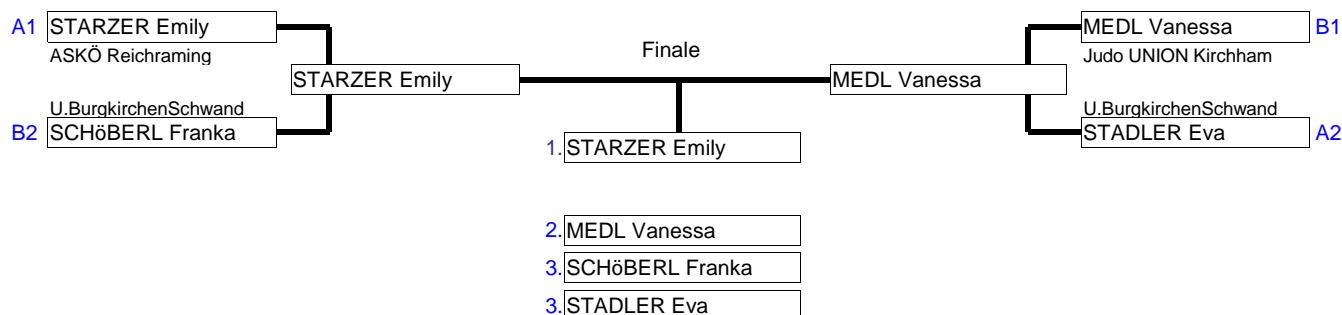 A1 STARZER Emily
ASKÖ Reichraming
MEDL Vanessa B1
Judo UNION Kirchham
Finale
STARZER Emily
MEDL Vanessa
U.BurgkirchenSchwand
B2 SCHöBERL Franka
U.BurgkirchenSchwand
STADLER Eva A2
1. STARZER Emily
2. MEDL Vanessa
3. SCHöBERL Franka
3. STADLER Eva